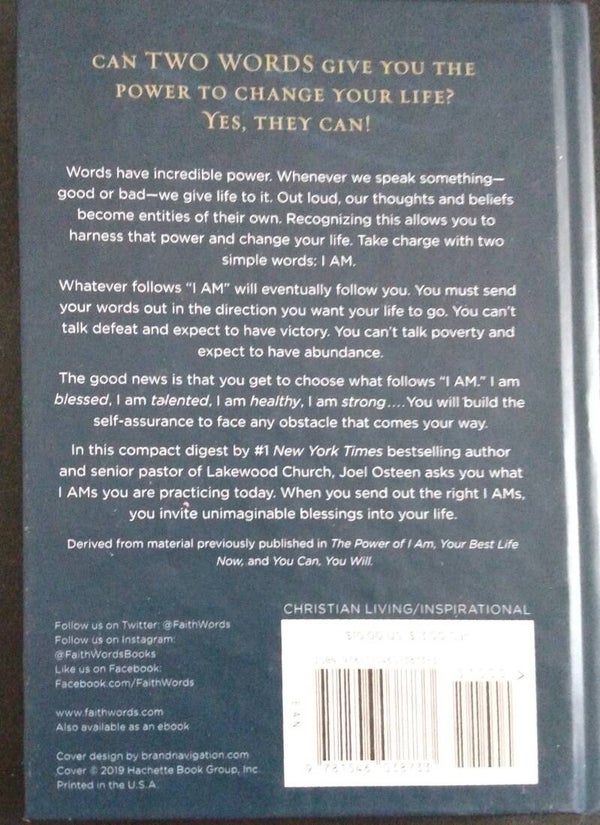 CAN TWO WORDS GIVE YOU THE
POWER TO CHANGE YOUR LIFE?
YES, THEY CAN!
Words have incredible power. Whenever we speak something—
good or bad—we give life to it. Out loud, our thoughts and beliefs
become entities of their own. Recognizing this allows you to
harness that power and change your life. Take charge with two
simple words: I AM.
Whatever follows “I AM” will eventually follow you. You must send
your words out in the direction you want your life to go. You can’t
talk defeat and expect to have victory. You can’t talk poverty and
expect to have abundance.
The good news is that you get to choose what follows “I AM.” I am
blessed, I am talented, I am healthy, I am strong....You will build the
self-assurance to face any obstacle that comes your way.
In this compact digest by #1 New York Times bestselling author
and senior pastor of Lakewood Church, Joel Osteen asks you what
I AMs you are practicing today. When you send out the right I AMs,
you invite unimaginable blessings into your life.
Derived from material previously published in The Power of I Am, Your Best Life
Now, and You Can, You Will.
CHRISTIAN LIVING/INSPIRATIONAL
Follow us on Twitter: @FaithWords
Follow us on Instagram:
@FaithWordsBooks
Like us on Facebook:
Facebook.com/FaithWords
www.faithwords.com
Also available as an ebook
Cover design by brandnavigation.com
Cover © 2019 Hachette Book Group, Inc.
Printed in the U.S.A.
$10.00 US
EAN